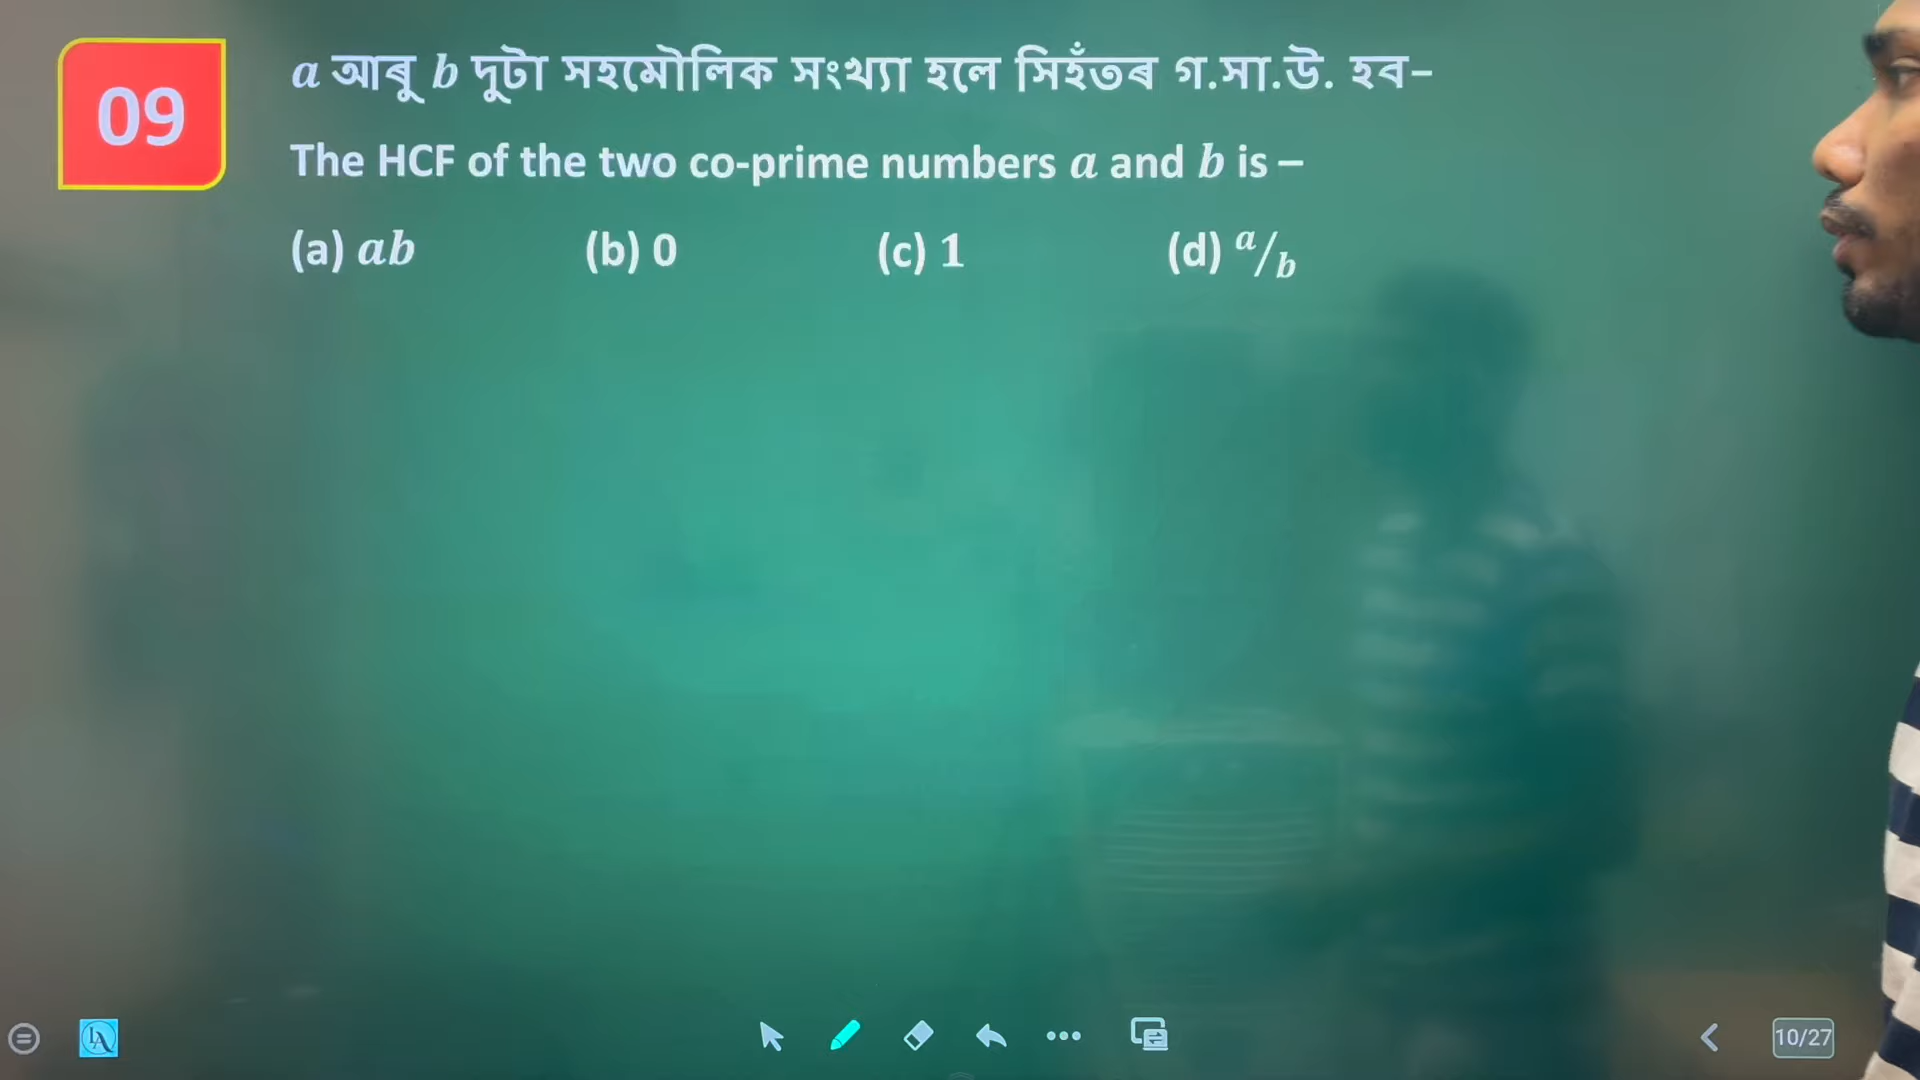 09
a আৰু b দুটা সহমৌলিক সংখ্যা হলে সিহঁতৰ গ.সা.উ. হব–
The HCF of the two co-prime numbers a and b is –
(a) ab (b) 0 (c) 1 (d) a/b
LA
10/27